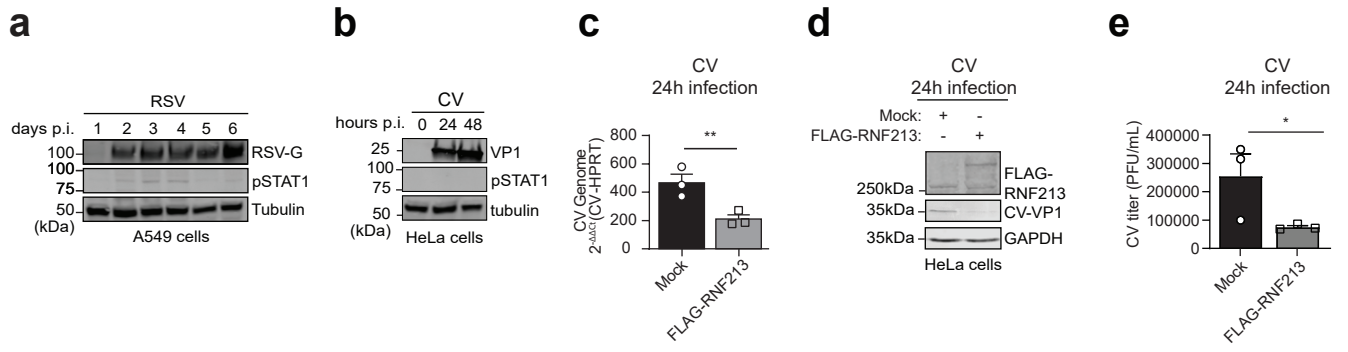 a
RSV
days p.i. 1 2 3 4 5 6
100 RSV-G
100
75 pSTAT1
50 Tubulin
(kDa)
A549 cells
b
CV
hours p.i. 0 24 48
25 VP1
100
75 pSTAT1
50 tubulin
(kDa) HeLa cells
c
CV
24h infection
CV Genome
2-ΔΔCt (CV-HPRT)
800
600
400
200
0
**
Mock
FLAG-RNF213
d
CV
24h infection
Mock: + -
FLAG-RNF213: - +
250kDa FLAG-
RNF213
35kDa CV-VP1
35kDa GAPDH
HeLa cells
e
CV
24h infection
CV titer (PFU/mL)
400000
300000
200000
100000
0
*
Mock
FLAG-RNF213